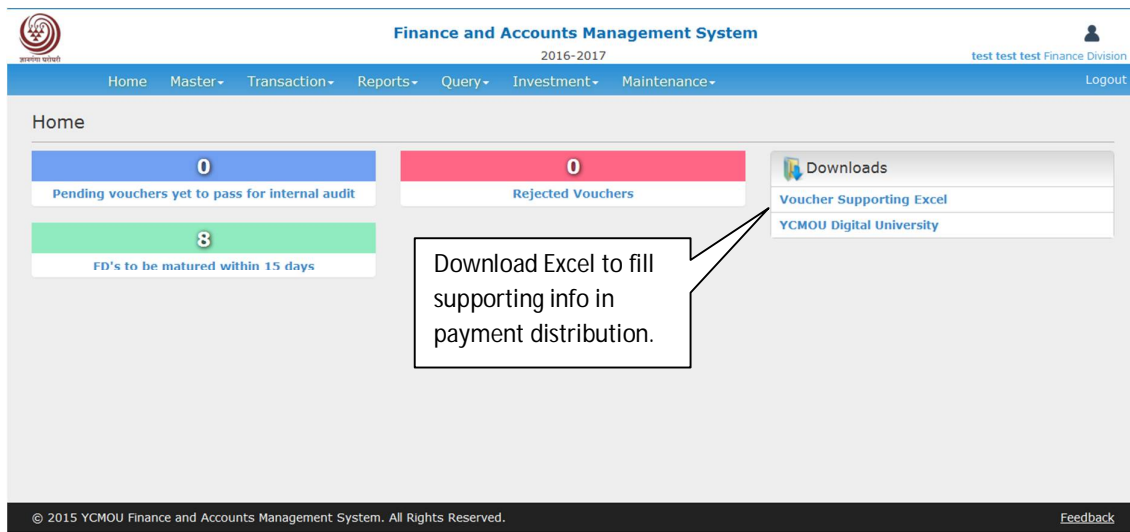 Finance and Accounts Management System
2016-2017
ज्ञानगंगा घरोघरी
test test test Finance Division
Home Master Transaction Reports Query Investment Maintenance Logout
Home
0
Pending vouchers yet to pass for internal audit
0
Rejected Vouchers
8
FD's to be matured within 15 days
Downloads
Voucher Supporting Excel
YCMOU Digital University
Download Excel to fill
supporting info in
payment distribution.
© 2015 YCMOU Finance and Accounts Management System. All Rights Reserved. Feedback